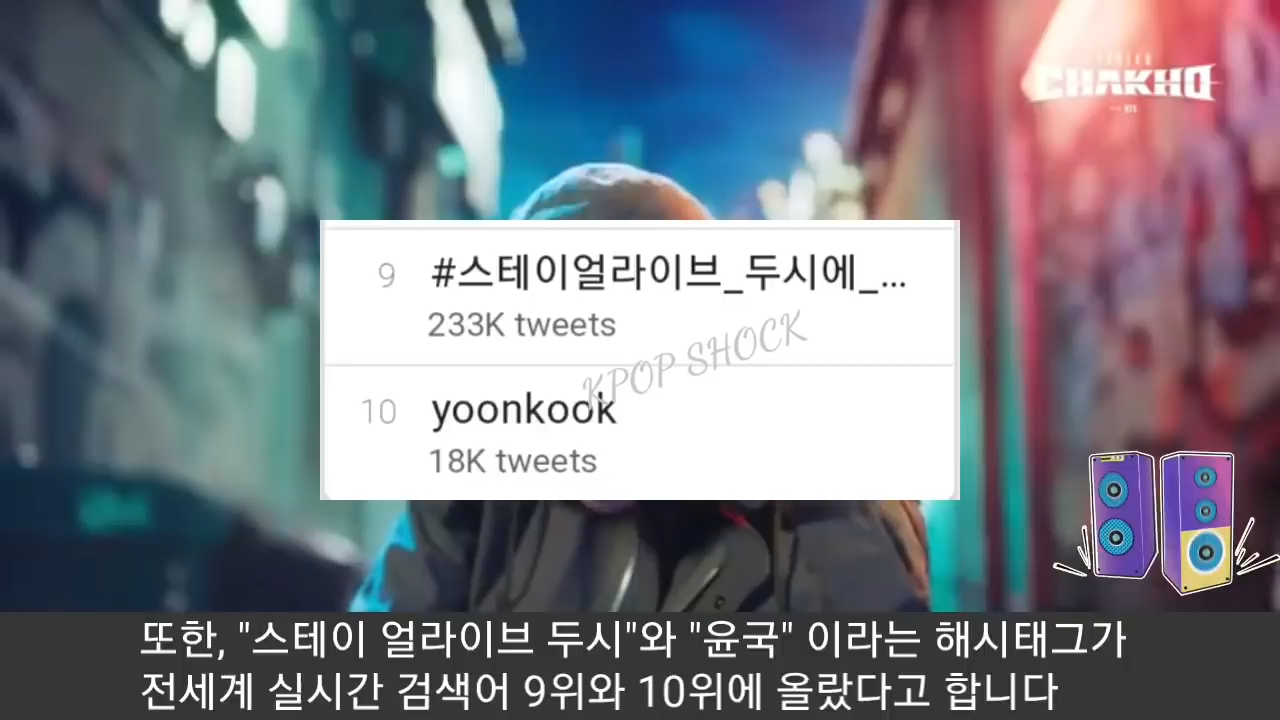 CHAKHO
BTS
9 #스테이얼라이브_두시에_...
233K tweets
KPOP SHOCK
10 yoonkook
18K tweets
또한, "스테이 얼라이브 두시"와 "윤국" 이라는 해시태그가
전세계 실시간 검색어 9위와 10위에 올랐다고 합니다